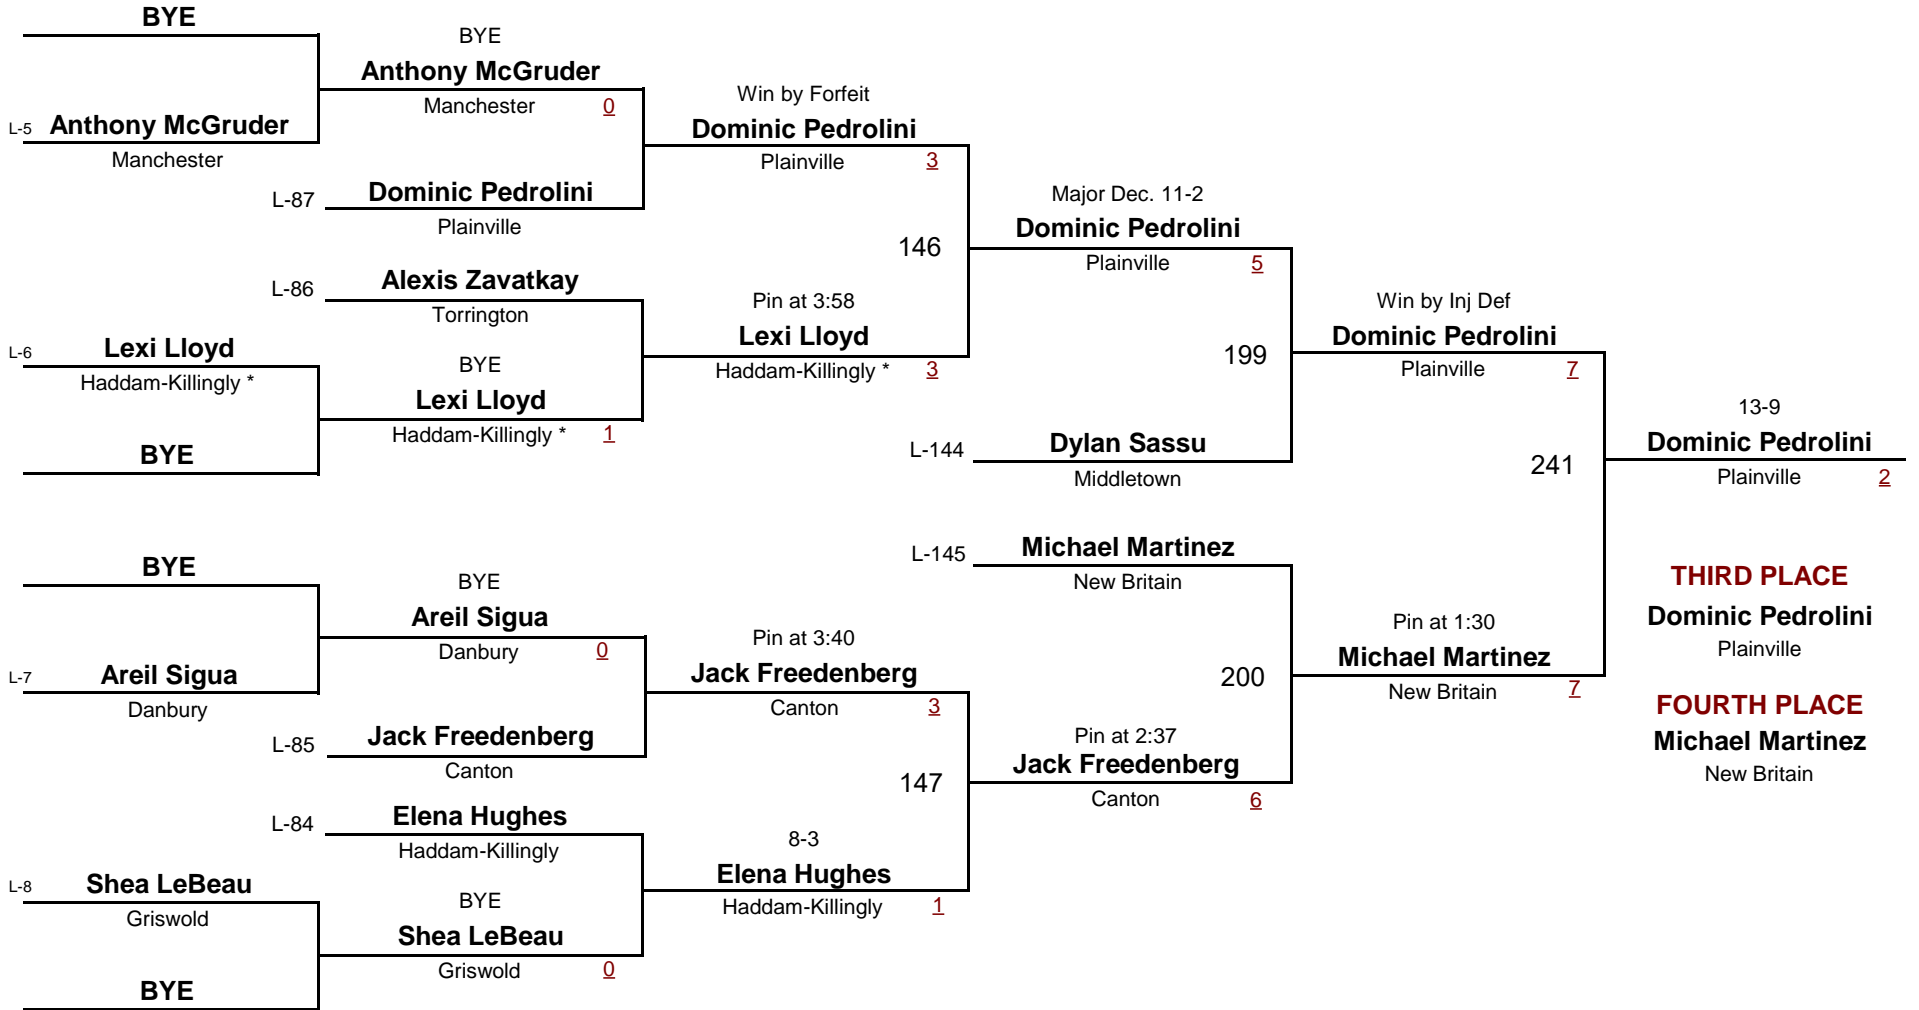 BYE
L-5 Anthony McGruder
Manchester
L-6 Lexi Lloyd
Haddam-Killingly *
BYE
BYE
L-7 Areil Sigua
Danbury
L-8 Shea LeBeau
Griswold
BYE
BYE
Anthony McGruder
Manchester 0
L-87 Dominic Pedrolini
Plainville
L-86 Alexis Zavatkay
Torrington
BYE
Lexi Lloyd
Haddam-Killingly * 1
BYE
Areil Sigua
Danbury 0
L-85 Jack Freedenberg
Canton
L-84 Elena Hughes
Haddam-Killingly
BYE
Shea LeBeau
Griswold 0
Win by Forfeit
Dominic Pedrolini
Plainville 3
146
Pin at 3:58
Lexi Lloyd
Haddam-Killingly * 3
Pin at 3:40
Jack Freedenberg
Canton 3
147
8-3
Elena Hughes
Haddam-Killingly 1
Major Dec. 11-2
Dominic Pedrolini
Plainville 5
199
L-144 Dylan Sassu
Middletown
L-145 Michael Martinez
New Britain
200
Pin at 2:37
Jack Freedenberg
Canton 6
Win by Inj Def
Dominic Pedrolini
Plainville 7
241
Pin at 1:30
Michael Martinez
New Britain 7
13-9
Dominic Pedrolini
Plainville 2
THIRD PLACE
Dominic Pedrolini
Plainville
FOURTH PLACE
Michael Martinez
New Britain